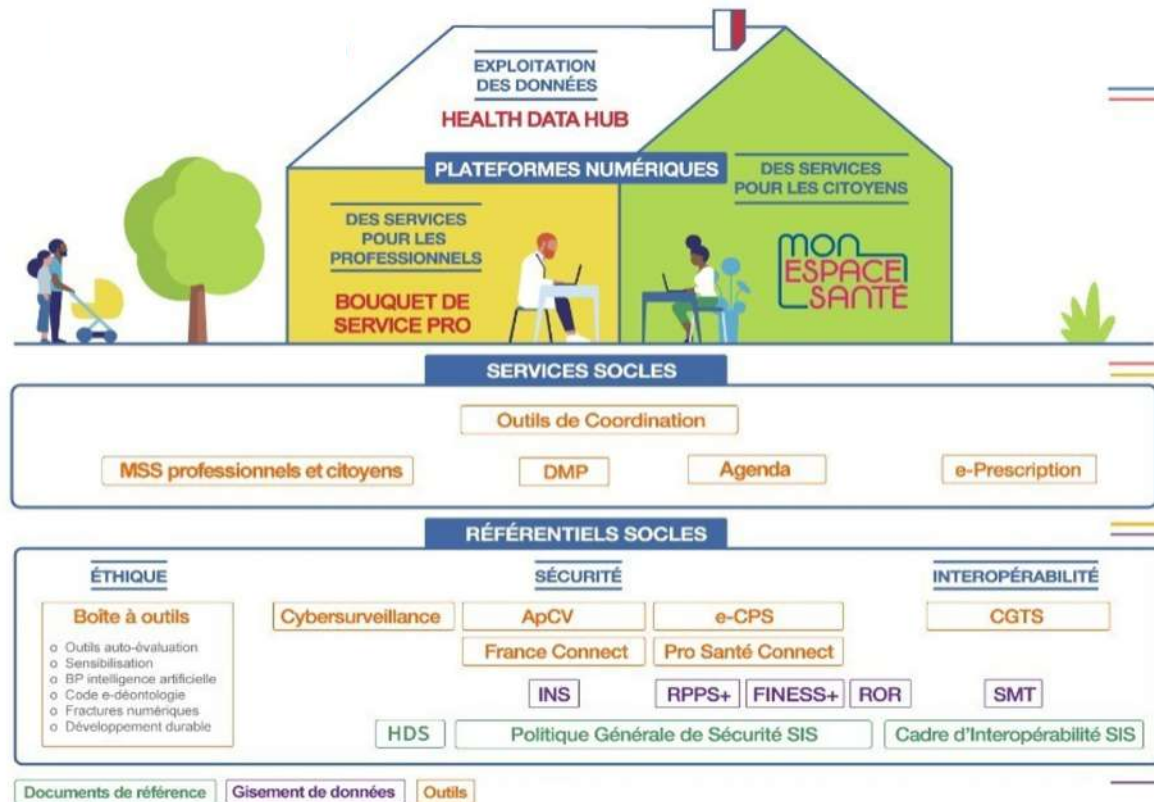 EXPLOITATION
DES DONNÉES
HEALTH DATA HUB
PLATEFORMES NUMÉRIQUES
DES SERVICES
POUR LES CITOYENS
MON
ESPACE
SANTÉ
DES SERVICES
POUR LES
PROFESSIONNELS
BOUQUET DE
SERVICE PRO
SERVICES SOCLES
Outils de Coordination
MSS professionnels et citoyens
DMP
Agenda
e-Prescription
RÉFÉRENTIELS SOCLES
ÉTHIQUE
Boîte à outils
o Outils auto-évaluation
o Sensibilisation
o BP intelligence artificielle
o Code e-déontologie
o Fractures numériques
o Développement durable
SÉCURITÉ
Cybersurveillance
ApCV
e-CPS
France Connect
Pro Santé Connect
INS
RPPS+
FINESS+
ROR
HDS
Politique Générale de Sécurité SIS
INTEROPÉRABILITÉ
CGTS
SMT
Cadre d'Interopérabilité SIS
Documents de référence
Gisement de données
Outils